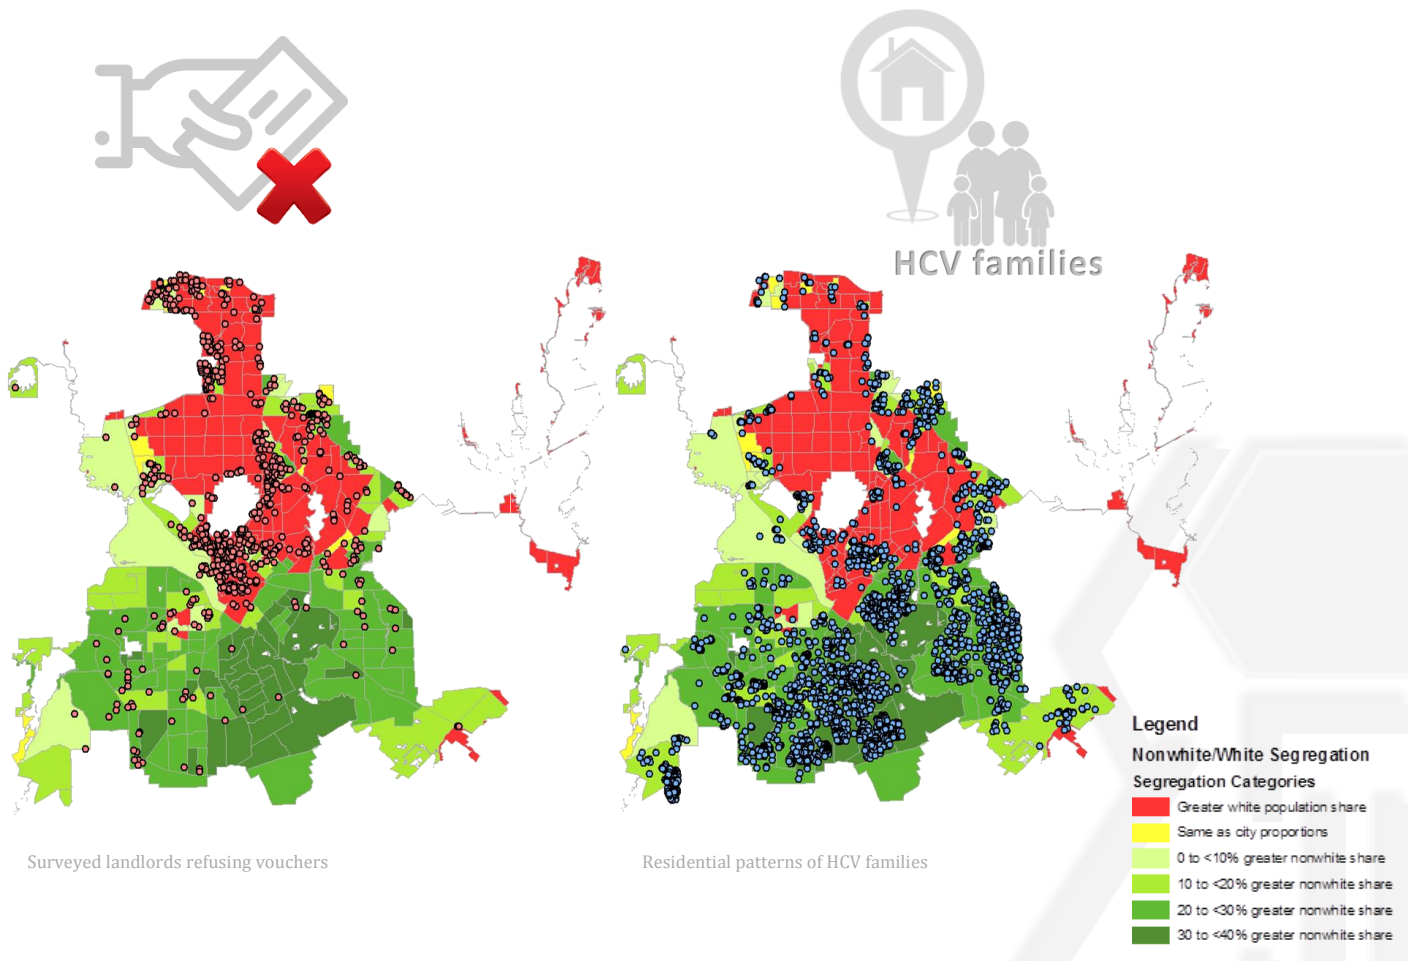 HCV families
Legend
Nonwhite/White Segregation
Segregation Categories
Greater white population share
Same as city proportions
0 to <10% greater nonwhite share
10 to <20% greater nonwhite share
20 to <30% greater nonwhite share
30 to <40% greater nonwhite share
Surveyed landlords refusing vouchers
Residential patterns of HCV families